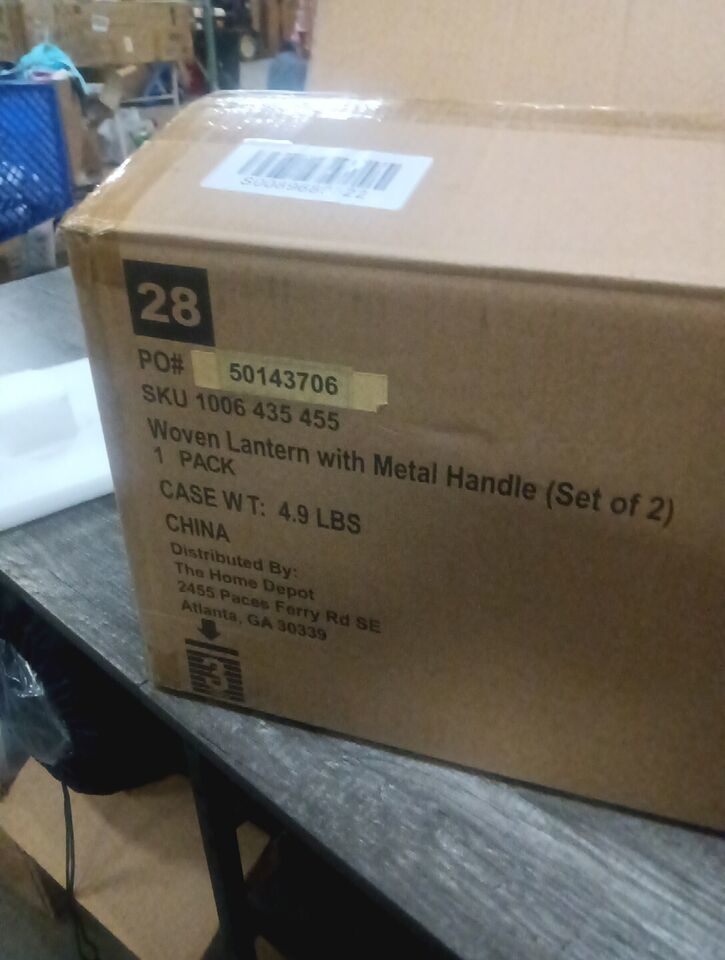 28
PO# 50143706
SKU 1006 435 455
Woven Lantern with Metal Handle (Set of 2)
1 PACK
CASE WT: 4.9 LBS
CHINA
Distributed By:
The Home Depot
2455 Paces Ferry Rd SE
Atlanta, GA 30339